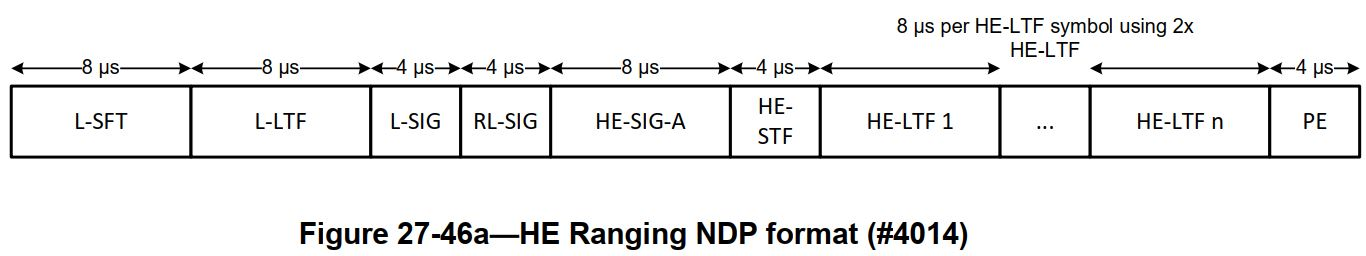 8 µs per HE-LTF symbol using 2x
HE-LTF
8 µs 8 µs 4 µs 4 µs 8 µs 4 µs 4 µs
L-SFT L-LTF L-SIG RL-SIG HE-SIG-A HE-
STF HE-LTF 1 ... HE-LTF n PE
Figure 27-46a—HE Ranging NDP format (#4014)